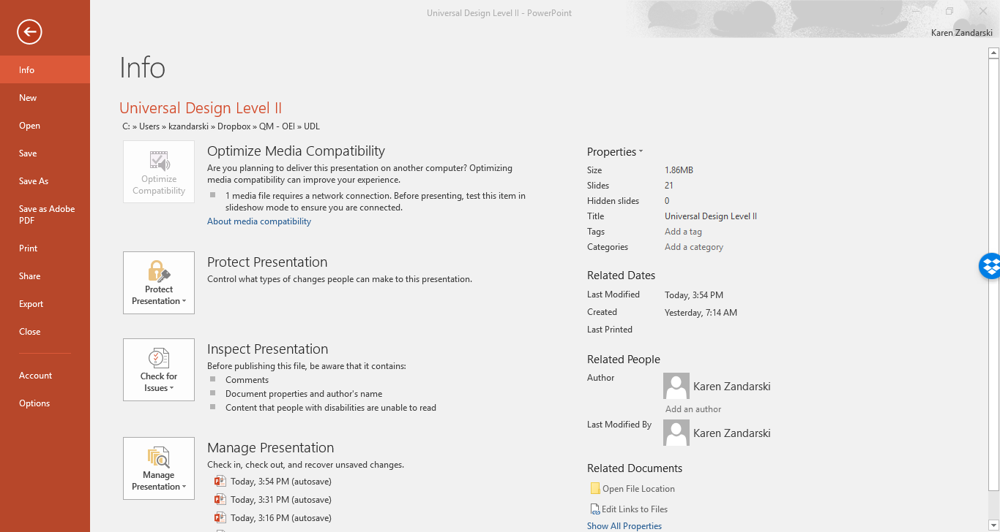 Universal Design Level II - PowerPoint
Karen Zandarski
Info
New
Open
Save
Save As
Save as Adobe
PDF
Print
Share
Export
Close
Account
Options
Info
Universal Design Level II
C: » Users » kzandarski » Dropbox » QM - OEI » UDL
Optimize
Compatibility
Optimize Media Compatibility
Are you planning to deliver this presentation on another computer? Optimizing
media compatibility can improve your experience.
1 media file requires a network connection. Before presenting, test this item in
slideshow mode to ensure you are connected.
About media compatibility
Protect
Presentation
Protect Presentation
Control what types of changes people can make to this presentation.
Check for
Issues
Inspect Presentation
Before publishing this file, be aware that it contains:
Comments
Document properties and author's name
Content that people with disabilities are unable to read
Manage
Presentation
Manage Presentation
Check in, check out, and recover unsaved changes.
Today, 3:54 PM (autosave)
Today, 3:31 PM (autosave)
Today, 3:16 PM (autosave)
Properties
Size 1.86MB
Slides 21
Hidden slides 0
Title Universal Design Level II
Tags Add a tag
Categories Add a category
Related Dates
Last Modified Today, 3:54 PM
Created Yesterday, 7:14 AM
Last Printed
Related People
Author Karen Zandarski
Add an author
Last Modified By Karen Zandarski
Related Documents
Open File Location
Edit Links to Files
Show All Properties